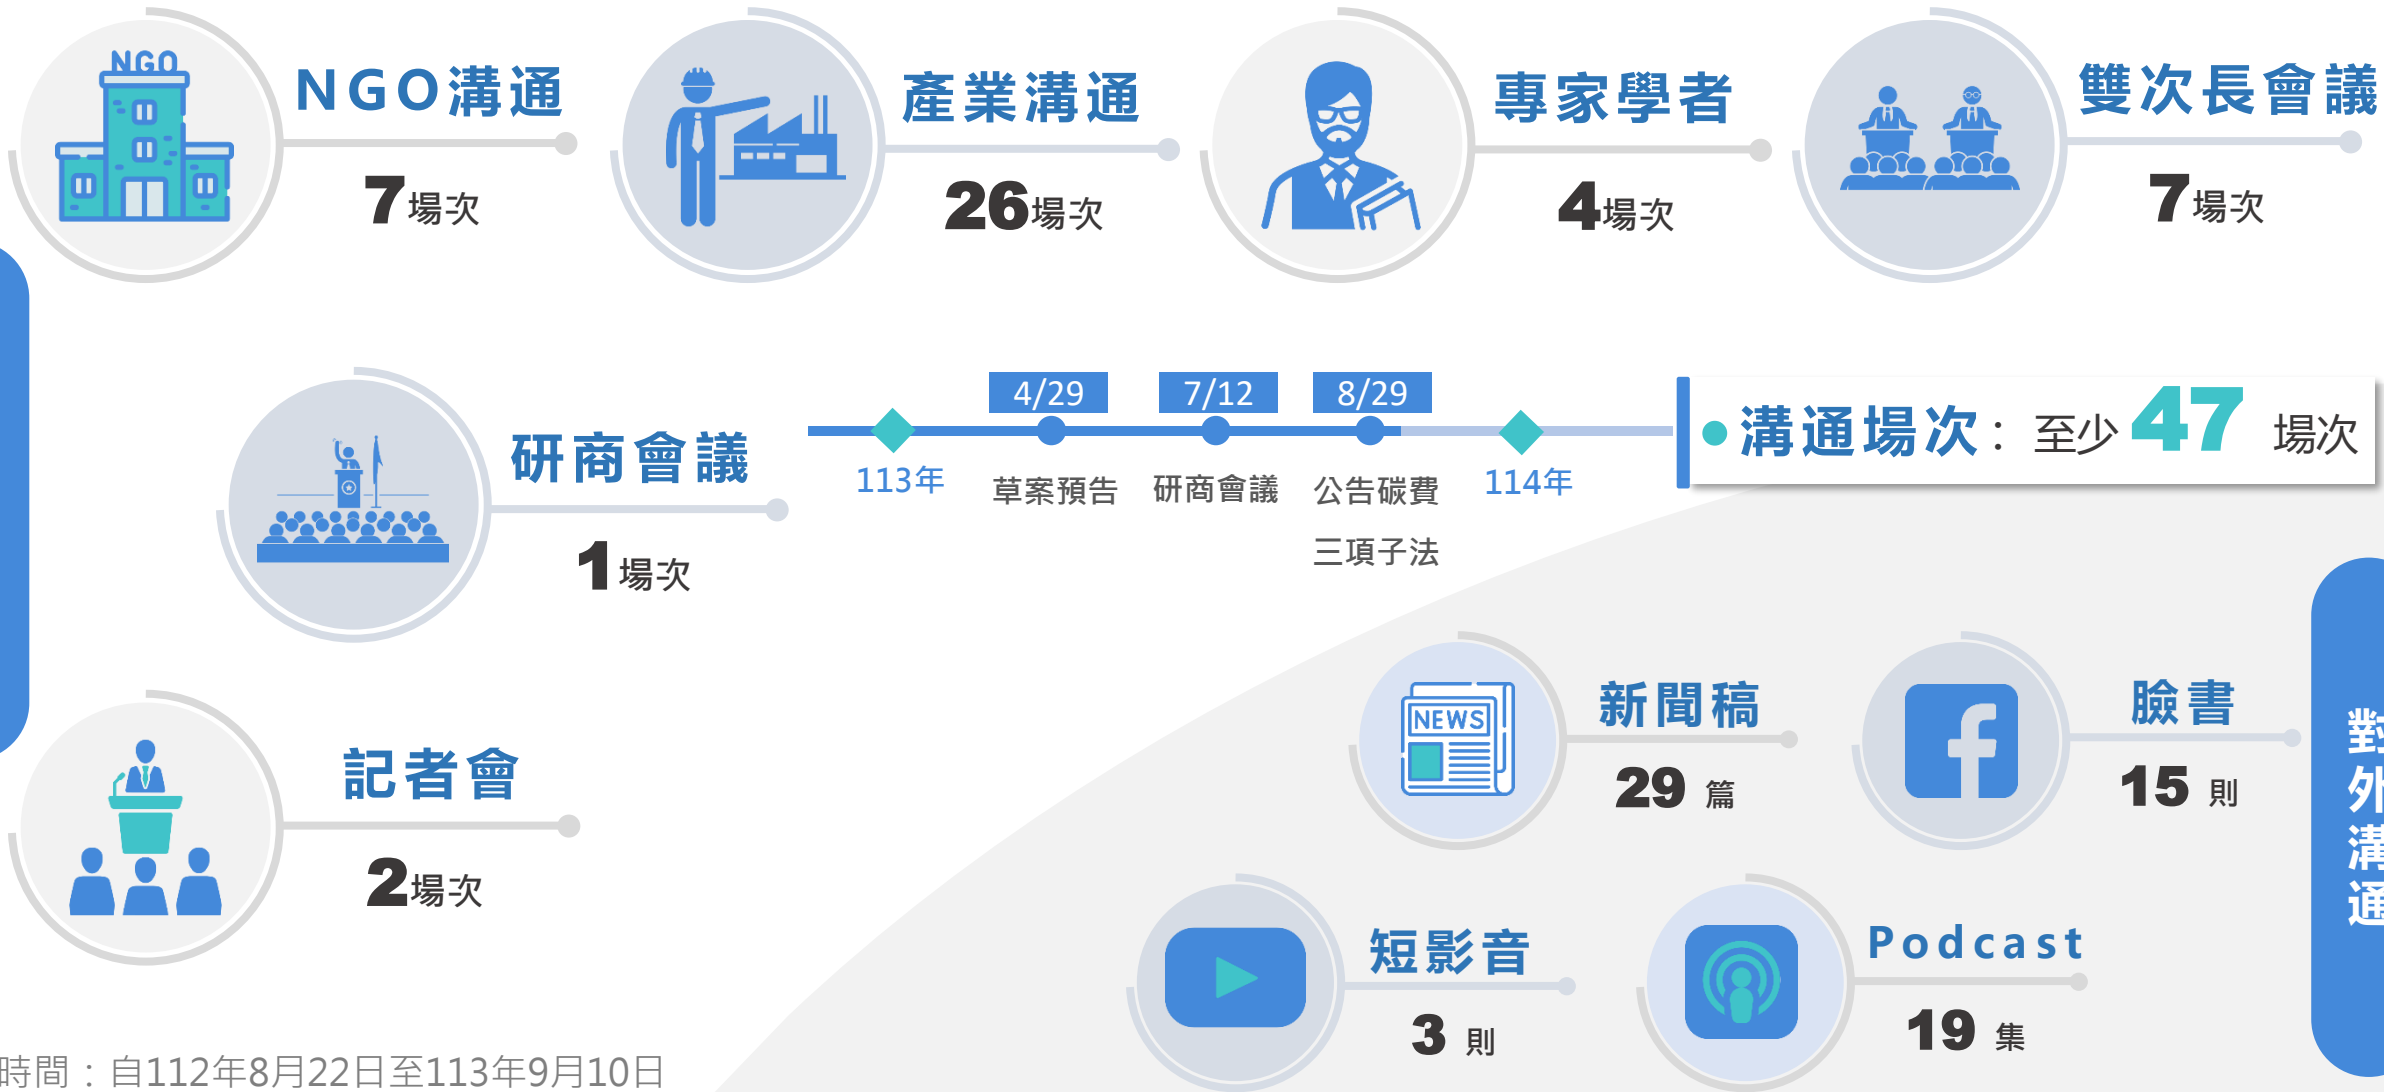 NGO
NGO溝通
7場次
產業溝通
26場次
專家學者
4場次
雙次長會議
7場次
研商會議
1場次
4/29
7/12
8/29
113年
草案預告
研商會議
公告碳費
三項子法
114年
溝通場次：至少 47 場次
記者會
2場次
NEWS
新聞稿
29 篇
臉書
15 則
對外溝通
短影音
3 則
Podcast
19 集
時間：自112年8月22日至113年9月10日